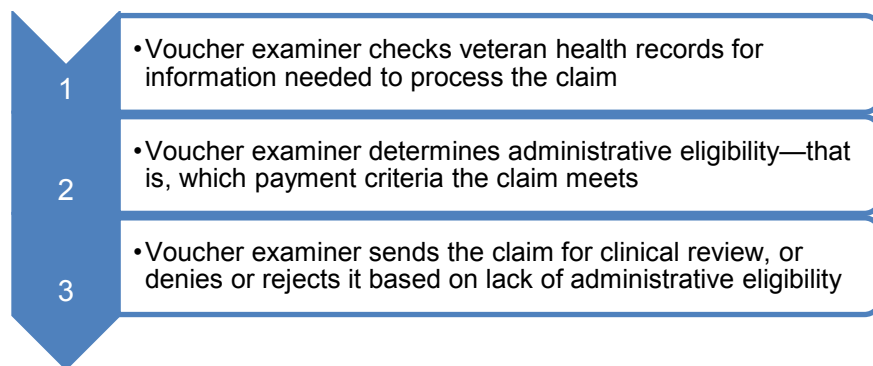 1
•Voucher examiner checks veteran health records for
information needed to process the claim
2
•Voucher examiner determines administrative eligibility—that
is, which payment criteria the claim meets
3
•Voucher examiner sends the claim for clinical review, or
denies or rejects it based on lack of administrative eligibility